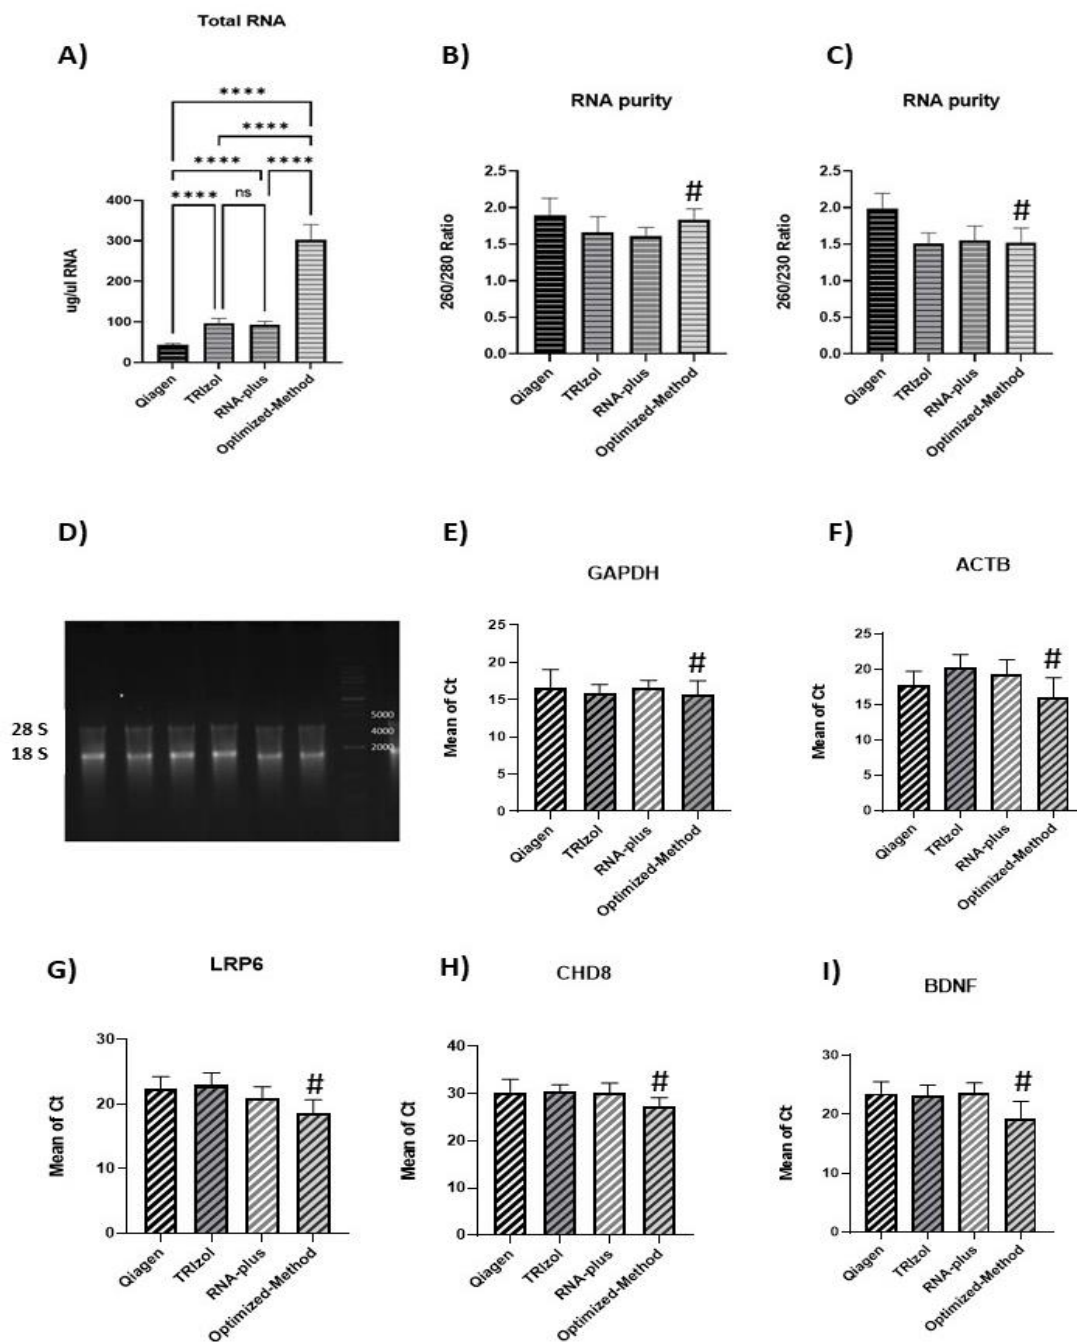 Total RNA
A)
B)
C)
RNA purity
RNA purity
****
****
****
****
****
ns
400
300
200
100
0
ug/ul RNA
Qiagen
TRIzol
RNA-plus
Optimized-Method
2.5
2.0
1.5
1.0
0.5
0.0
260/280 Ratio
#
Qiagen
TRIzol
RNA-plus
Optimized-Method
2.5
2.0
1.5
1.0
0.5
0.0
260/230 Ratio
#
Qiagen
TRIzol
RNA-plus
Optimized-Method
D)
E)
F)
28 S
18 S
5000
4000
2000
GAPDH
25
20
15
10
5
0
Mean of Ct
#
Qiagen
TRIzol
RNA-plus
Optimized-Method
ACTB
25
20
15
10
5
0
Mean of Ct
#
Qiagen
TRIzol
RNA-plus
Optimized-Method
G)
LRP6
30
20
10
0
Mean of Ct
#
Qiagen
TRIzol
RNA-plus
Optimized-Method
H)
CHD8
40
30
20
10
0
Mean of Ct
#
Qiagen
TRIzol
RNA-plus
Optimized-Method
I)
BDNF
30
20
10
0
Mean of Ct
#
Qiagen
TRIzol
RNA-plus
Optimized-Method